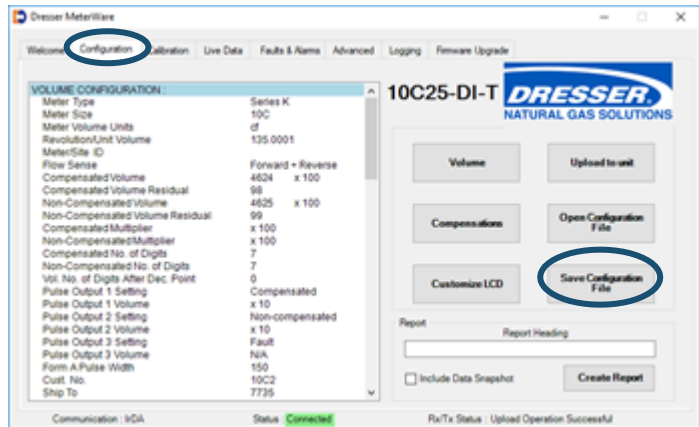 Dresser MeterWare
Welcome Configuration Calibration Live Data Faults & Alarms Advanced Logging Firmware Upgrade
VOLUME CONFIGURATION :
Meter Type Series K
Meter Size 10C
Meter Volume Units cf
Revolution/Unit Volume 135.0001
Meter/Site ID
Flow Sense Forward + Reverse
Compensated Volume 4624 x 100
Compensated Volume Residual 98
Non-Compensated Volume 4625 x 100
Non-Compensated Volume Residual 99
Compensated Multiplier x 100
Non-Compensated Multiplier x 100
Compensated No. of Digits 7
Non-Compensated No. of Digits 7
Vol. No. of Digits After Dec. Point 0
Pulse Output 1 Setting Compensated
Pulse Output 1 Volume x 10
Pulse Output 2 Setting Non-compensated
Pulse Output 2 Volume x 10
Pulse Output 3 Setting Fault
Pulse Output 3 Volume N/A
Form A Pulse Width 150
Cust. No. 10C2
Ship To 7735
10C25-DI-T
DRESSER.
NATURAL GAS SOLUTIONS
Volume
Upload to unit
Compensations
Open Configuration
File
Customize LCD
Save Configuration
File
Report
Report Heading
Include Data Snapshot
Create Report
Communication : IrDA Status : Connected Rx/Tx Status : Upload Operation Successful